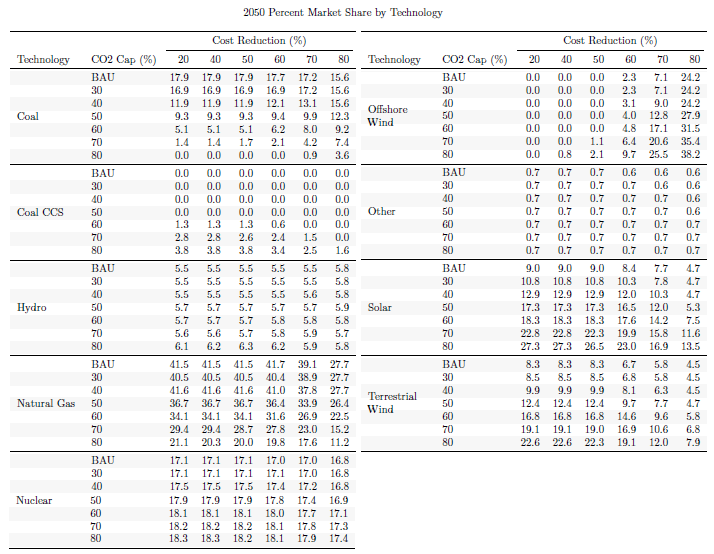 2050 Percent Market Share by Technology
Cost Reduction (%)
Technology CO2 Cap (%) 20 40 50 60 70 80
Coal
BAU 17.9 17.9 17.9 17.7 17.2 15.6
30 16.9 16.9 16.9 16.9 17.2 15.6
40 11.9 11.9 11.9 12.1 13.1 15.6
50 9.3 9.3 9.3 9.4 9.9 12.3
60 5.1 5.1 5.1 6.2 8.0 9.2
70 1.4 1.4 1.7 2.1 4.2 7.4
80 0.0 0.0 0.0 0.0 0.9 3.6
Coal CCS
BAU 0.0 0.0 0.0 0.0 0.0 0.0
30 0.0 0.0 0.0 0.0 0.0 0.0
40 0.0 0.0 0.0 0.0 0.0 0.0
50 0.0 0.0 0.0 0.0 0.0 0.0
60 1.3 1.3 1.3 0.6 0.0 0.0
70 2.8 2.8 2.6 2.4 1.5 0.0
80 3.8 3.8 3.8 3.4 2.5 1.6
Hydro
BAU 5.5 5.5 5.5 5.5 5.5 5.8
30 5.5 5.5 5.5 5.5 5.5 5.8
40 5.5 5.5 5.5 5.5 5.6 5.8
50 5.7 5.7 5.7 5.7 5.7 5.9
60 5.7 5.7 5.7 5.8 5.8 5.8
70 5.6 5.6 5.7 5.8 5.9 5.7
80 6.1 6.2 6.3 6.2 5.9 5.8
Natural Gas
BAU 41.5 41.5 41.5 41.7 39.1 27.7
30 40.5 40.5 40.5 40.4 38.9 27.7
40 41.6 41.6 41.6 41.0 37.8 27.7
50 36.7 36.7 36.7 36.4 33.9 26.4
60 34.1 34.1 34.1 31.6 26.9 22.5
70 29.4 29.4 28.7 27.8 23.0 15.2
80 21.1 20.3 20.0 19.8 17.6 11.2
Nuclear
BAU 17.1 17.1 17.1 17.0 17.0 16.8
30 17.1 17.1 17.1 17.1 17.0 16.8
40 17.5 17.5 17.5 17.4 17.2 16.8
50 17.9 17.9 17.9 17.8 17.4 16.9
60 18.1 18.1 18.1 18.0 17.7 17.1
70 18.2 18.2 18.2 18.1 17.8 17.3
80 18.3 18.3 18.2 18.1 17.9 17.4
Cost Reduction (%)
Technology CO2 Cap (%) 20 40 50 60 70 80
Offshore
Wind
BAU 0.0 0.0 0.0 2.3 7.1 24.2
30 0.0 0.0 0.0 2.3 7.1 24.2
40 0.0 0.0 0.0 3.1 9.0 24.2
50 0.0 0.0 0.0 4.0 12.8 27.9
60 0.0 0.0 0.0 4.8 17.1 31.5
70 0.0 0.0 1.1 6.4 20.6 35.4
80 0.0 0.8 2.1 9.7 25.5 38.2
Other
BAU 0.7 0.7 0.7 0.6 0.6 0.6
30 0.7 0.7 0.7 0.7 0.6 0.6
40 0.7 0.7 0.7 0.7 0.6 0.6
50 0.7 0.7 0.7 0.7 0.7 0.6
60 0.7 0.7 0.7 0.7 0.7 0.7
70 0.7 0.7 0.7 0.7 0.7 0.7
80 0.7 0.7 0.7 0.7 0.7 0.7
Solar
BAU 9.0 9.0 9.0 8.4 7.7 4.7
30 10.8 10.8 10.8 10.3 7.8 4.7
40 12.9 12.9 12.9 12.0 10.3 4.7
50 17.3 17.3 17.3 16.5 12.0 5.3
60 18.3 18.3 18.3 17.6 14.2 7.5
70 22.8 22.8 22.3 19.9 15.8 11.6
80 27.3 27.3 26.5 23.0 16.9 13.5
Terrestrial
Wind
BAU 8.3 8.3 8.3 6.7 5.8 4.5
30 8.5 8.5 8.5 6.8 5.8 4.5
40 9.9 9.9 9.9 8.1 6.3 4.5
50 12.4 12.4 12.4 9.7 7.7 4.7
60 16.8 16.8 16.8 14.6 9.6 5.8
70 19.1 19.1 19.0 16.9 10.6 6.8
80 22.6 22.6 22.3 19.1 12.0 7.9